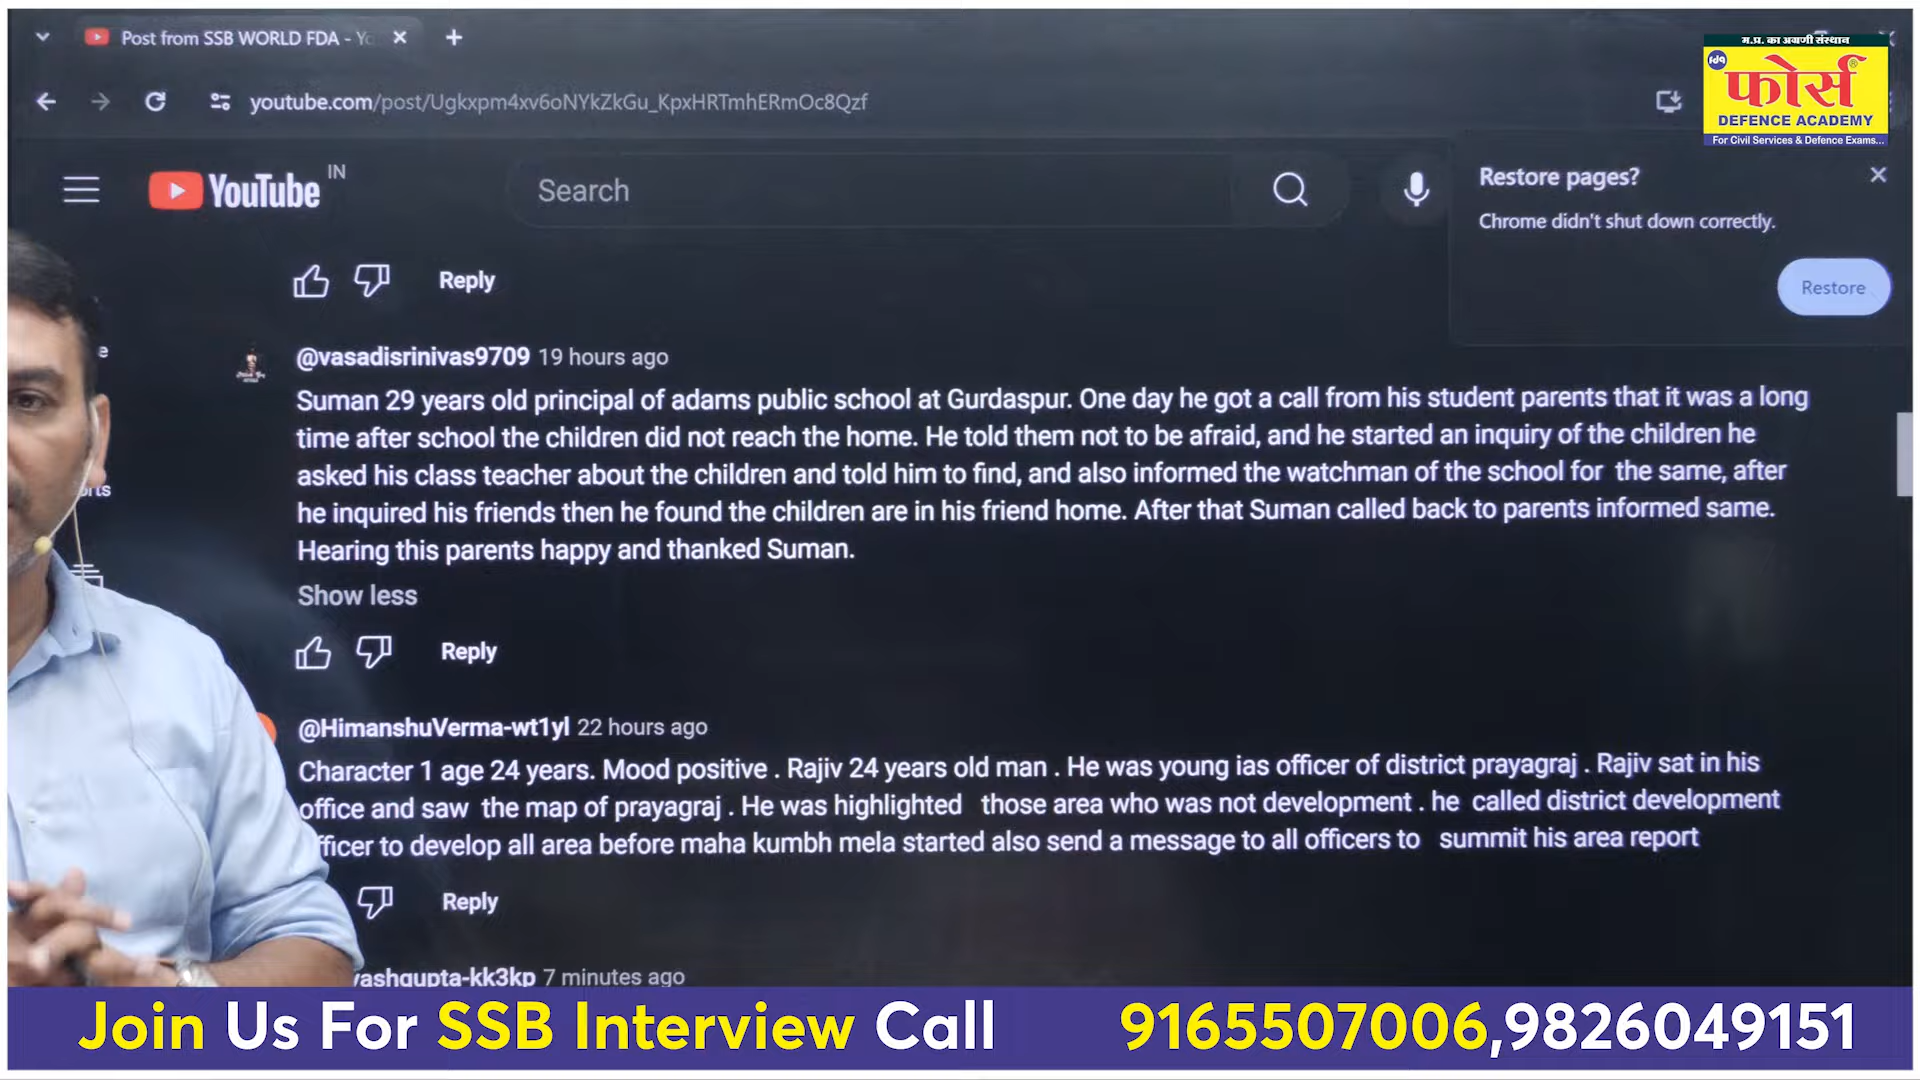 Post from SSB WORLD FDA - Yo
youtube.com/post/Ugkxpm4xv6oNYkZkGu_KpxHRTmhERmOc8Qzf
म.प्र. का अग्रणी संस्थान
fda
फोर्स®
DEFENCE ACADEMY
For Civil Services & Defence Exams...
YouTube IN
Search
Restore pages?
Chrome didn't shut down correctly.
Restore
Reply
@vasadisrinivas9709 19 hours ago
Suman 29 years old principal of adams public school at Gurdaspur. One day he got a call from his student parents that it was a long
time after school the children did not reach the home. He told them not to be afraid, and he started an inquiry of the children he
asked his class teacher about the children and told him to find, and also informed the watchman of the school for the same, after
he inquired his friends then he found the children are in his friend home. After that Suman called back to parents informed same.
Hearing this parents happy and thanked Suman.
Show less
Reply
@HimanshuVerma-wt1yl 22 hours ago
Character 1 age 24 years. Mood positive . Rajiv 24 years old man . He was young ias officer of district prayagraj . Rajiv sat in his
office and saw the map of prayagraj . He was highlighted those area who was not development . he called district development
fficer to develop all area before maha kumbh mela started also send a message to all officers to summit his area report
Reply
yashgupta-kk3kp 7 minutes ago
Join Us For SSB Interview Call 9165507006,9826049151